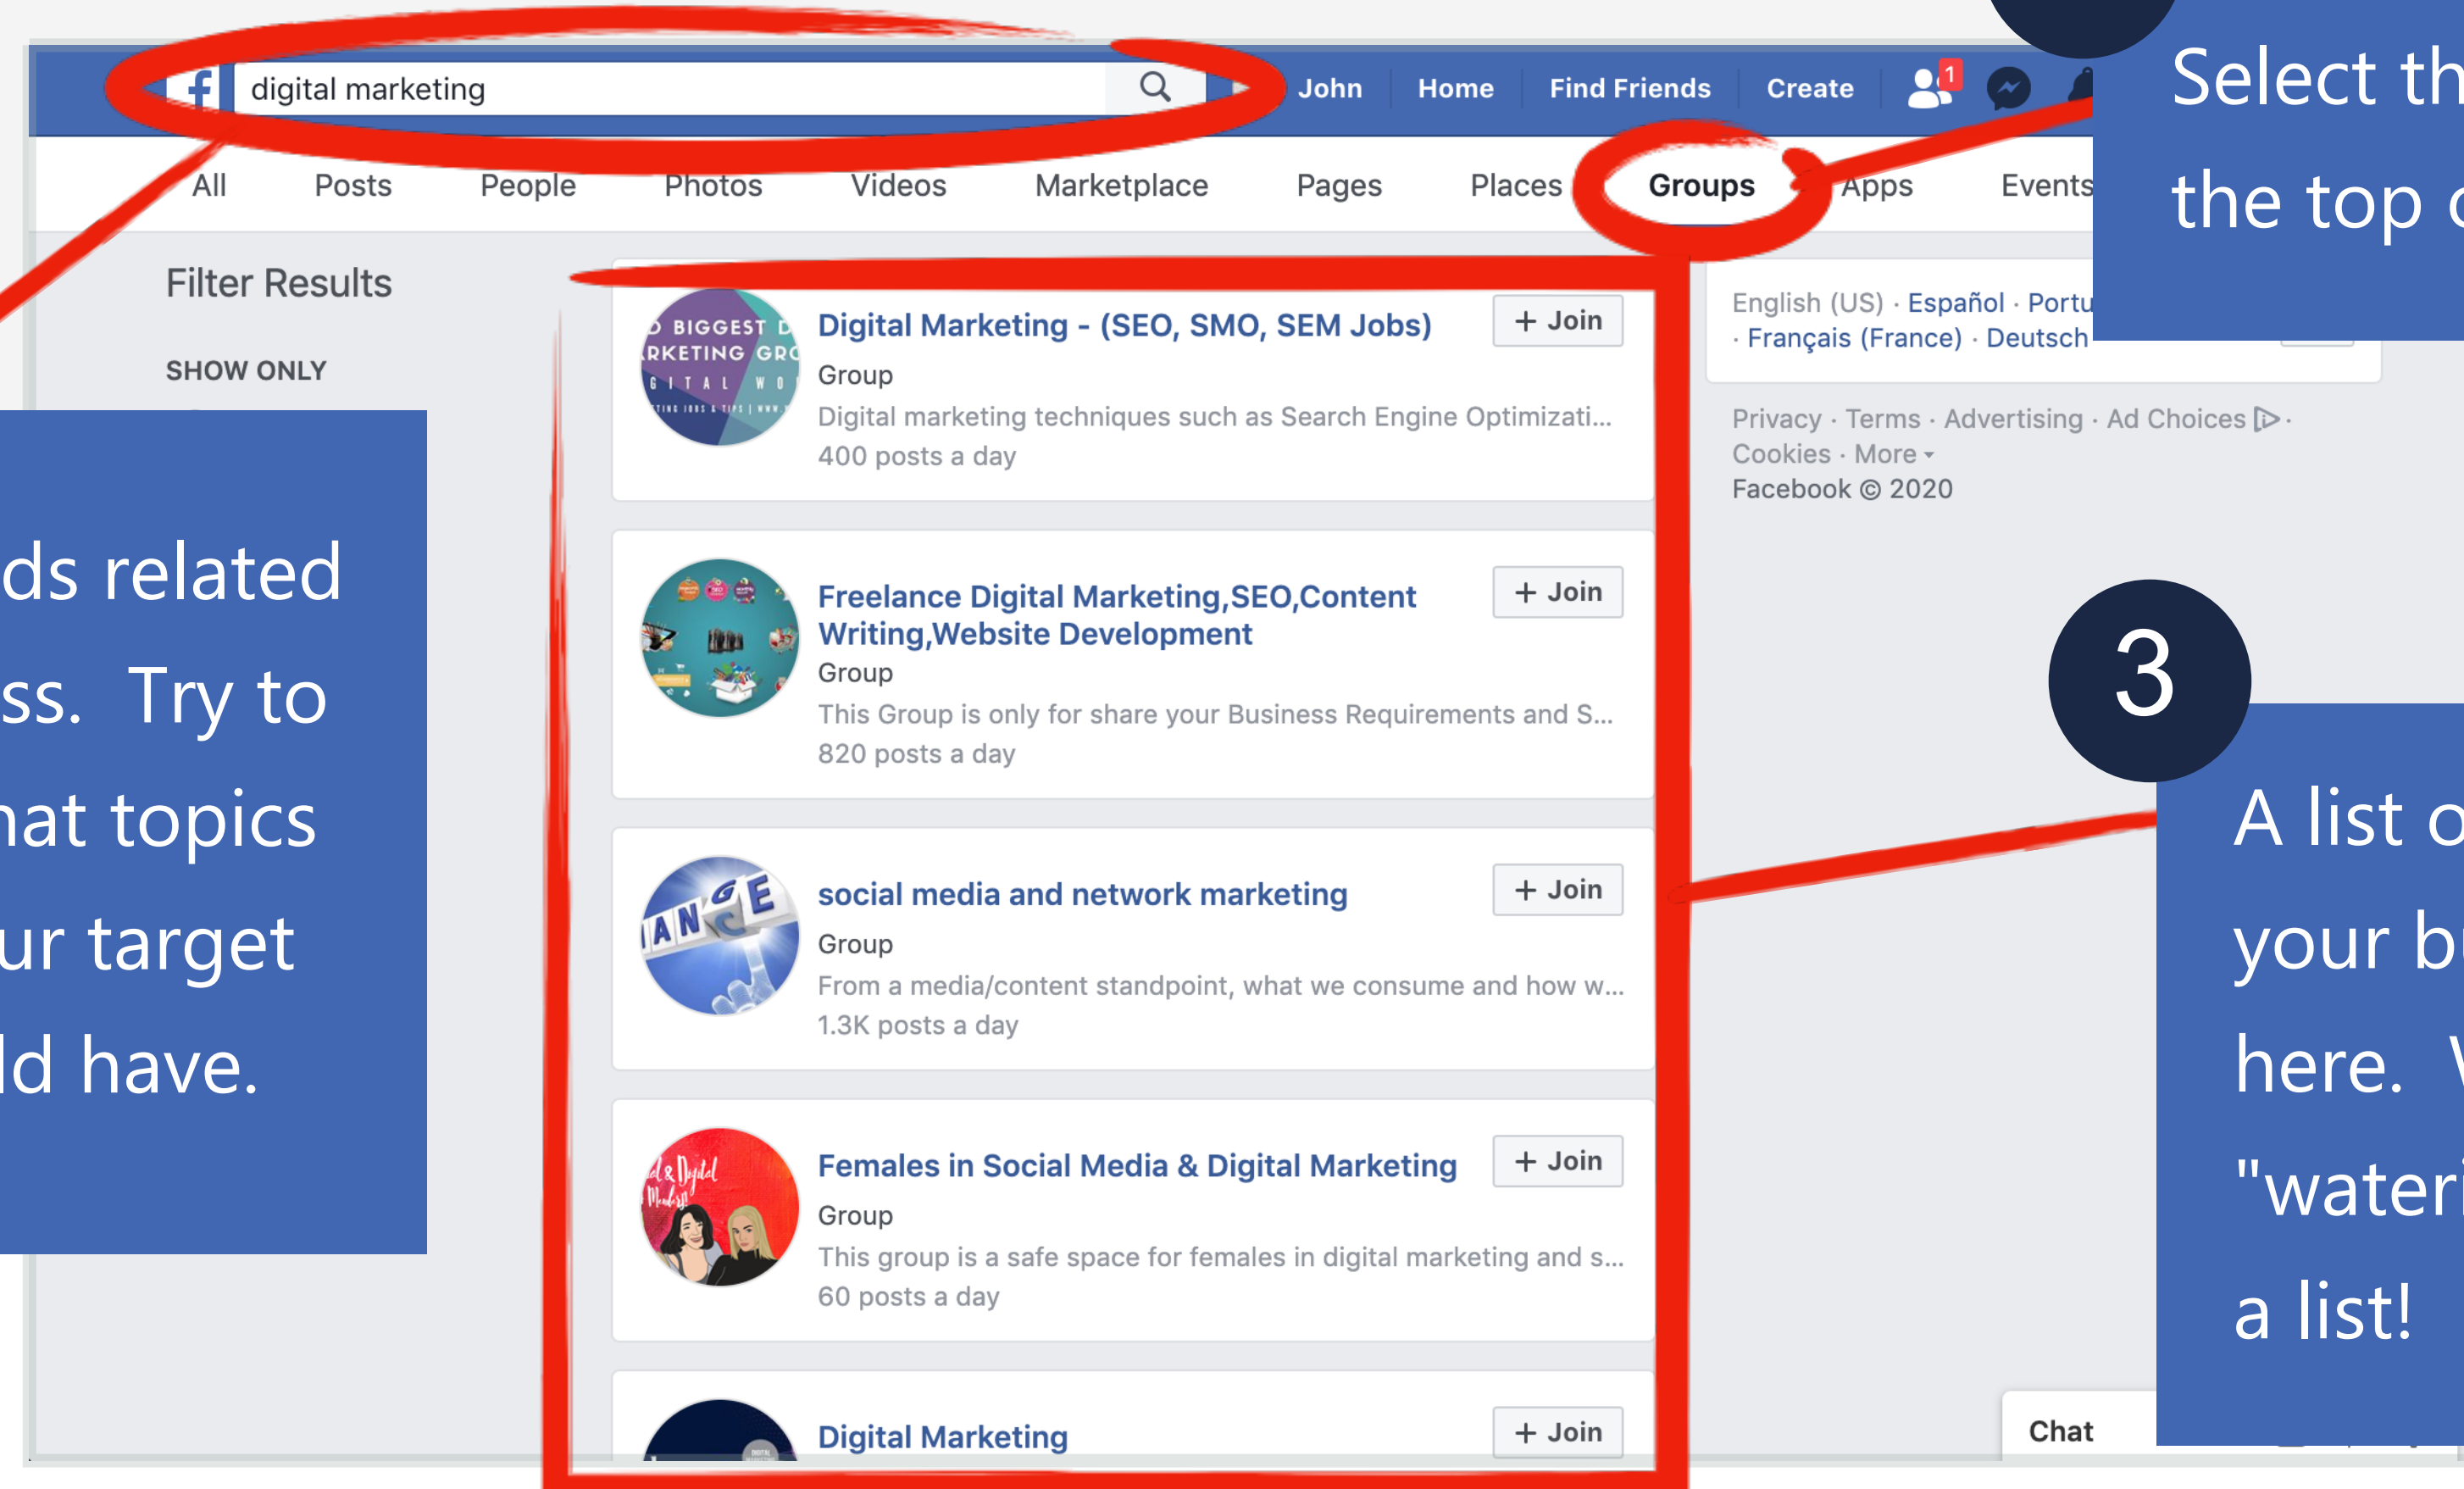 digital marketing
John Home Find Friends Create 1
All Posts People Photos Videos Marketplace Pages Places Groups Apps Events
Select th
the top
Filter Results
SHOW ONLY
ds related
ss. Try to
hat topics
ur target
ld have.
BIGGEST D
RKETING GRO
GITAL WO
Digital Marketing - (SEO, SMO, SEM Jobs)
+ Join
Group
Digital marketing techniques such as Search Engine Optimizati...
400 posts a day
Freelance Digital Marketing,SEO,Content
Writing,Website Development
+ Join
Group
This Group is only for share your Business Requirements and S...
820 posts a day
social media and network marketing
+ Join
Group
From a media/content standpoint, what we consume and how w...
1.3K posts a day
Females in Social Media & Digital Marketing
+ Join
Group
This group is a safe space for females in digital marketing and s...
60 posts a day
Digital Marketing
+ Join
English (US) · Español · Portu
· Français (France) · Deutsch
Privacy · Terms · Advertising · Ad Choices ·
Cookies · More
Facebook © 2020
3
A list o
your bu
here. W
"wateri
a list!
Chat